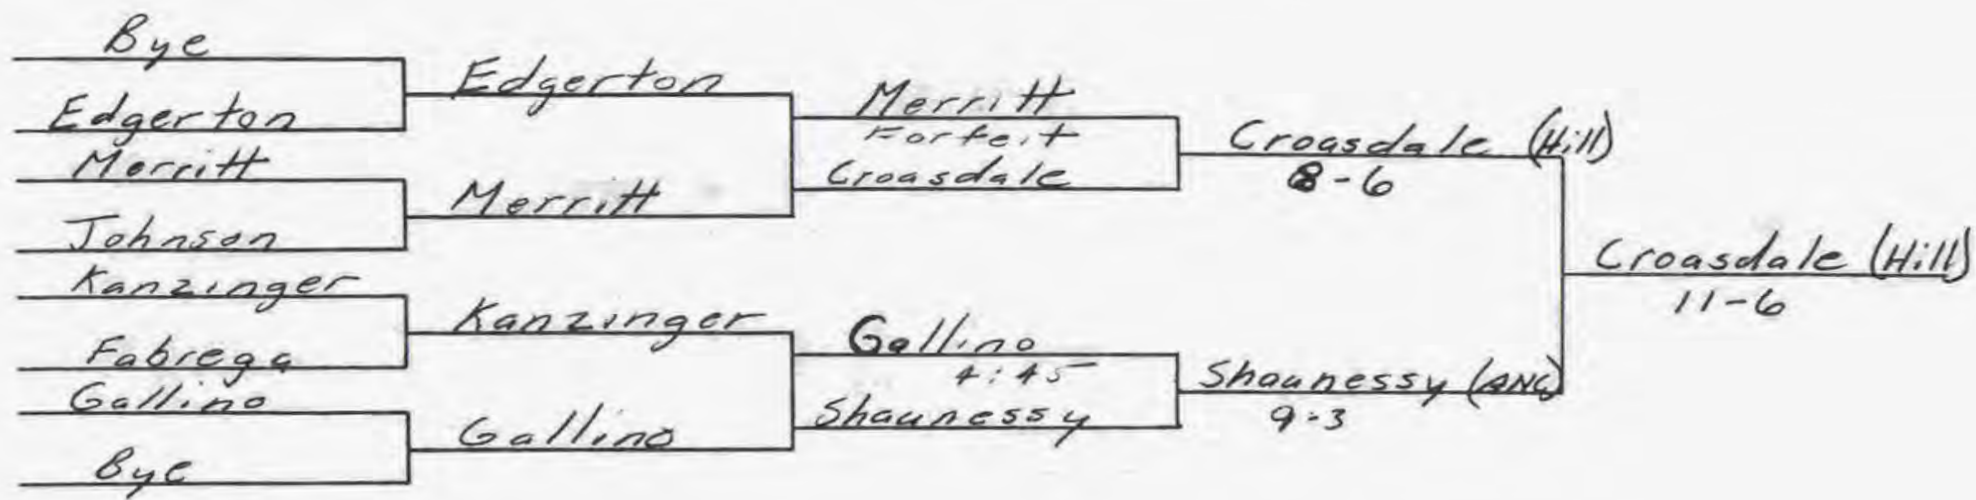 Bye
Edgerton
Merritt
Johnson
Kanzinger
Fabrega
Gallino
Bye
Edgerton
Merritt
Kanzinger
Gallino
Merritt
Forfeit
Croasdale
Gallino
4:45
Shaunessy
Croasdale (Hill)
8-6
Shaunessy (ANC)
9-3
Croasdale (Hill)
11-6